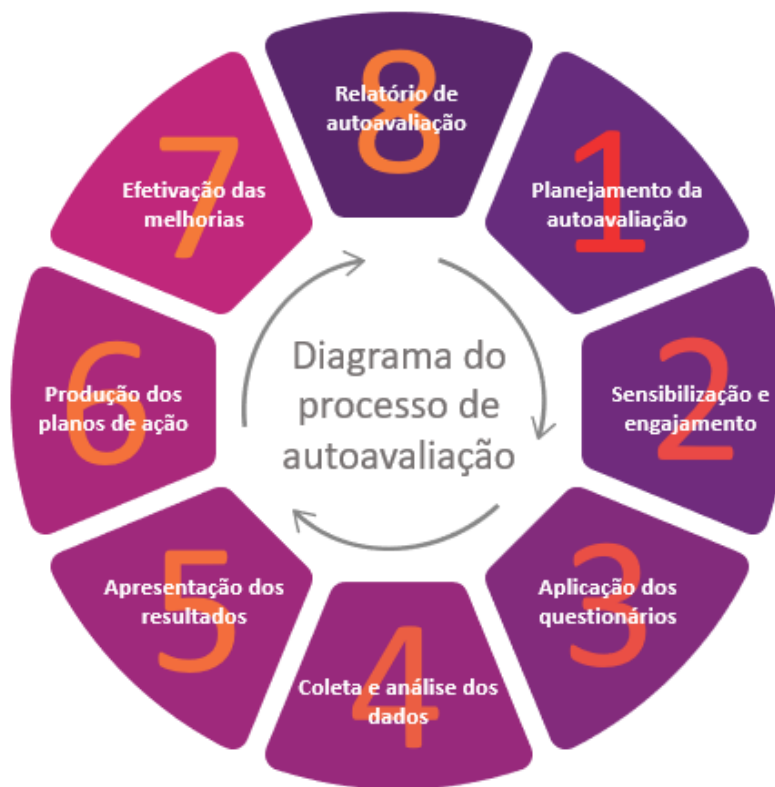 8
Relatório de
autoavaliação
1
Planejamento da
autoavaliação
2
Sensibilização e
engajamento
3
Aplicação dos
questionários
4
Coleta e análise dos
dados
5
Apresentação dos
resultados
6
Produção dos
planos de ação
7
Efetivação das
melhorias
Diagrama do
processo de
autoavaliação